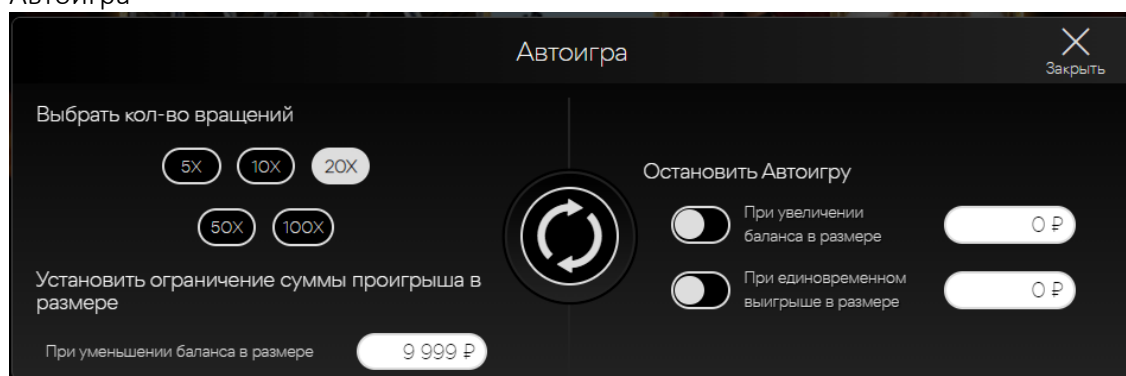 Автоигра
Автоигра
Закрыть
Выбрать кол-во вращений
5X 10X 20X
50X 100X
Установить ограничение суммы проигрыша в
размере
При уменьшении баланса в размере 9 999 ₽
Остановить Автоигру
При увеличении
баланса в размере 0 ₽
При единовременном
выигрыше в размере 0 ₽